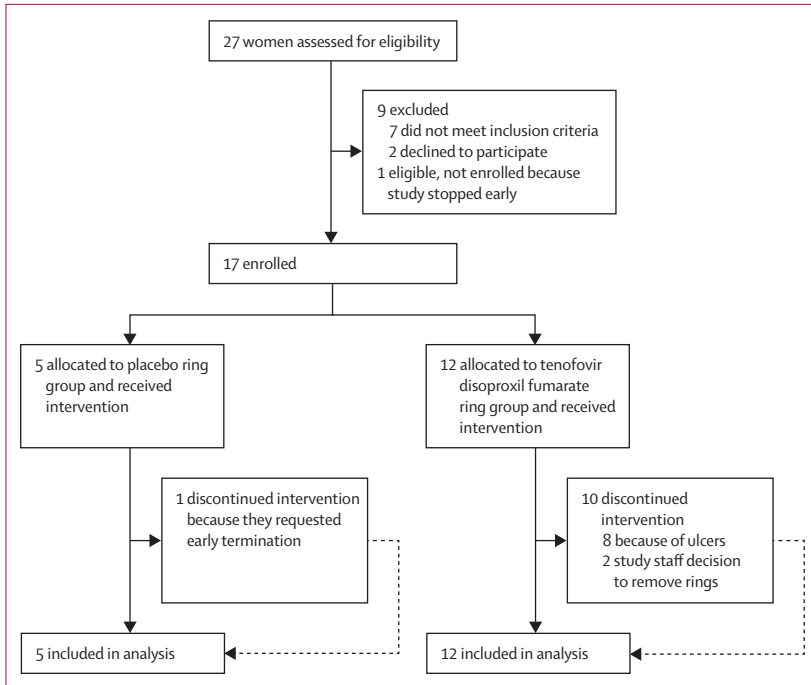 27 women assessed for eligibility
9 excluded
7 did not meet inclusion criteria
2 declined to participate
1 eligible, not enrolled because
study stopped early
17 enrolled
5 allocated to placebo ring
group and received
intervention
12 allocated to tenofovir
disoproxil fumarate
ring group and received
intervention
1 discontinued intervention
because they requested
early termination
10 discontinued
intervention
8 because of ulcers
2 study staff decision
to remove rings
5 included in analysis
12 included in analysis